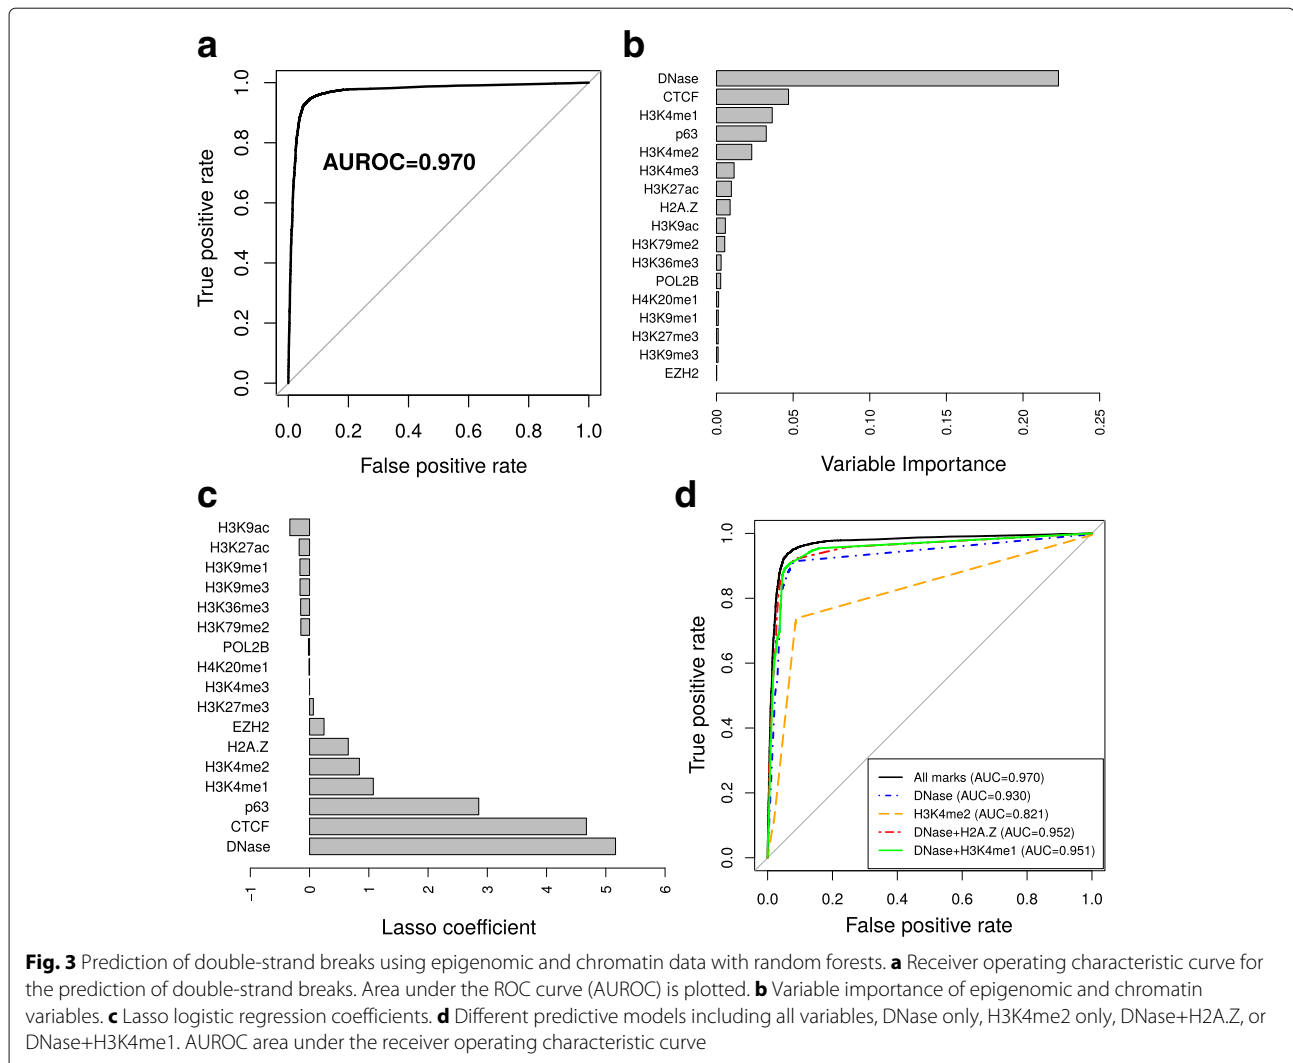 a
1.0
0.8
0.6
0.4
0.2
0.0
True positive rate
AUROC=0.970
0.0 0.2 0.4 0.6 0.8 1.0
False positive rate
b
DNase
CTCF
H3K4me1
p63
H3K4me2
H3K4me3
H3K27ac
H2A.Z
H3K9ac
H3K79me2
H3K36me3
POL2B
H4K20me1
H3K9me1
H3K27me3
H3K9me3
EZH2
0.00 0.05 0.10 0.15 0.20 0.25
Variable Importance
c
H3K9ac
H3K27ac
H3K9me1
H3K9me3
H3K36me3
H3K79me2
POL2B
H4K20me1
H3K4me3
H3K27me3
EZH2
H2A.Z
H3K4me2
H3K4me1
p63
CTCF
DNase
−1 0 1 2 3 4 5 6
Lasso coefficient
d
1.0
0.8
0.6
0.4
0.2
0.0
True positive rate
All marks (AUC=0.970)
DNase (AUC=0.930)
H3K4me2 (AUC=0.821)
DNase+H2A.Z (AUC=0.952)
DNase+H3K4me1 (AUC=0.951)
0.0 0.2 0.4 0.6 0.8 1.0
False positive rate
Fig. 3 Prediction of double-strand breaks using epigenomic and chromatin data with random forests. a Receiver operating characteristic curve for
the prediction of double-strand breaks. Area under the ROC curve (AUROC) is plotted. b Variable importance of epigenomic and chromatin
variables. c Lasso logistic regression coefficients. d Different predictive models including all variables, DNase only, H3K4me2 only, DNase+H2A.Z, or
DNase+H3K4me1. AUROC area under the receiver operating characteristic curve